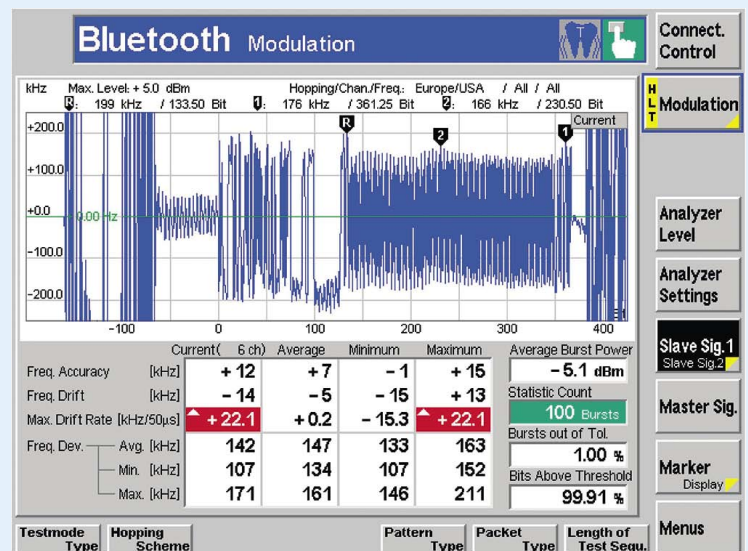 Bluetooth Modulation
Connect. Control
kHz Max. Level: + 5.0 dBm Hopping/Chan./Freq.: Europe/USA / All / All
R: 199 kHz / 133.50 Bit 1: 176 kHz / 361.25 Bit 2: 166 kHz / 230.50 Bit
HLT Modulation
R 2 1 Current
+200.0
+100.0
+0.0 0.00 Hz
-100.0
-200.0
-100 0 100 200 300 400
Analyzer Level
Analyzer Settings
Slave Sig.1
Slave Sig.2
Master Sig.
Marker
Display
Menus
Current( 6 ch) Average Minimum Maximum
Freq. Accuracy [kHz] + 12 +7 - 1 + 15
Freq. Drift [kHz] - 14 - 5 - 15 + 13
Max. Drift Rate [kHz/50µs] + 22.1 + 0.2 - 15.3 + 22.1
Freq. Dev. Avg. [kHz] 142 147 133 163
Min. [kHz] 107 134 107 152
Max. [kHz] 171 161 146 211
Average Burst Power
- 5.1 dBm
Statistic Count
100 Bursts
Bursts out of Tol.
1.00 %
Bits Above Threshold
99.91 %
Testmode Type
Hopping Scheme
Pattern Type
Packet Type
Length of Test Sequ.